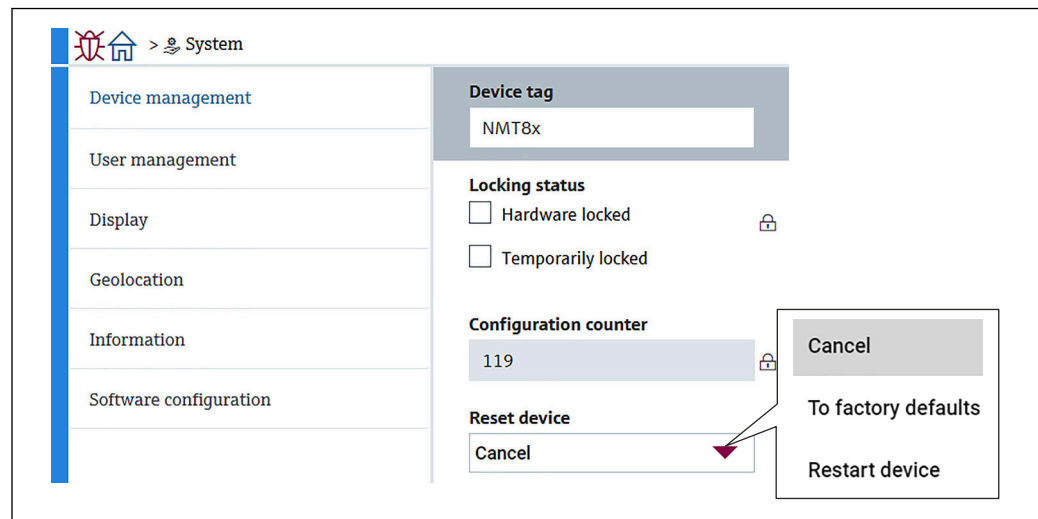 > System
Device management
User management
Display
Geolocation
Information
Software configuration
Device tag
NMT8x
Locking status
Hardware locked
Temporarily locked
Configuration counter
119
Reset device
Cancel
Cancel
To factory defaults
Restart device